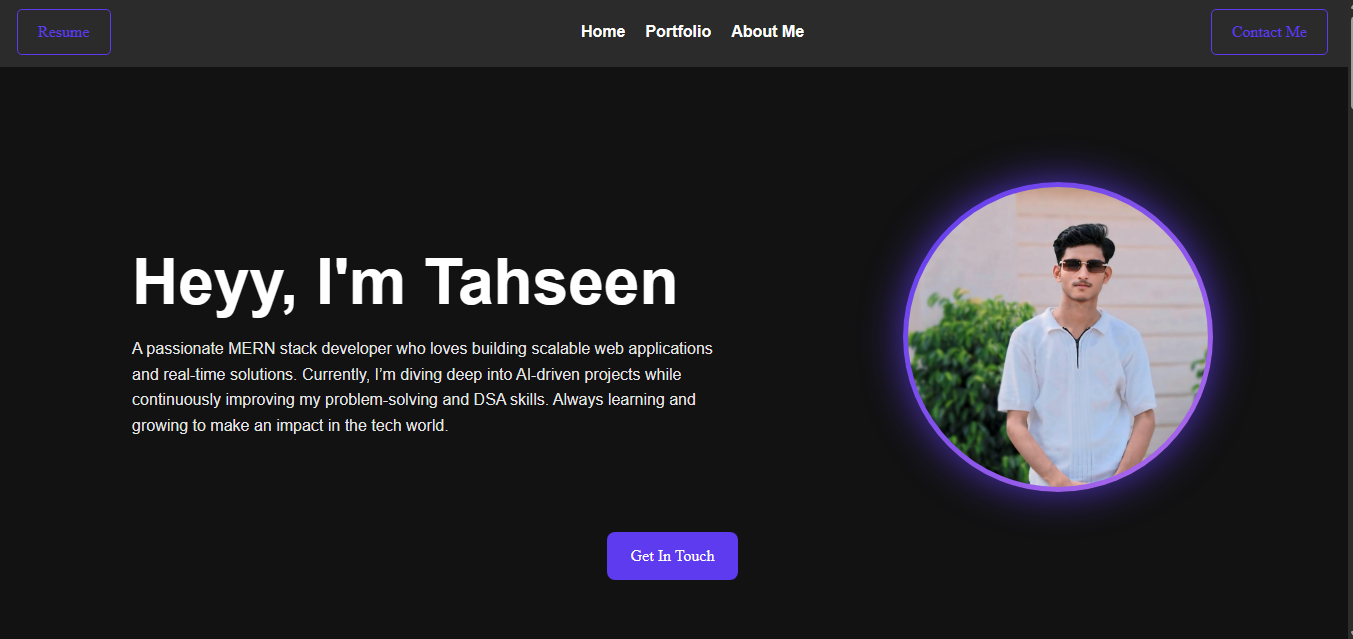 Resume
Home Portfolio About Me
Contact Me
Heyy, I'm Tahseen
A passionate MERN stack developer who loves building scalable web applications
and real-time solutions. Currently, I’m diving deep into AI-driven projects while
continuously improving my problem-solving and DSA skills. Always learning and
growing to make an impact in the tech world.
Get In Touch